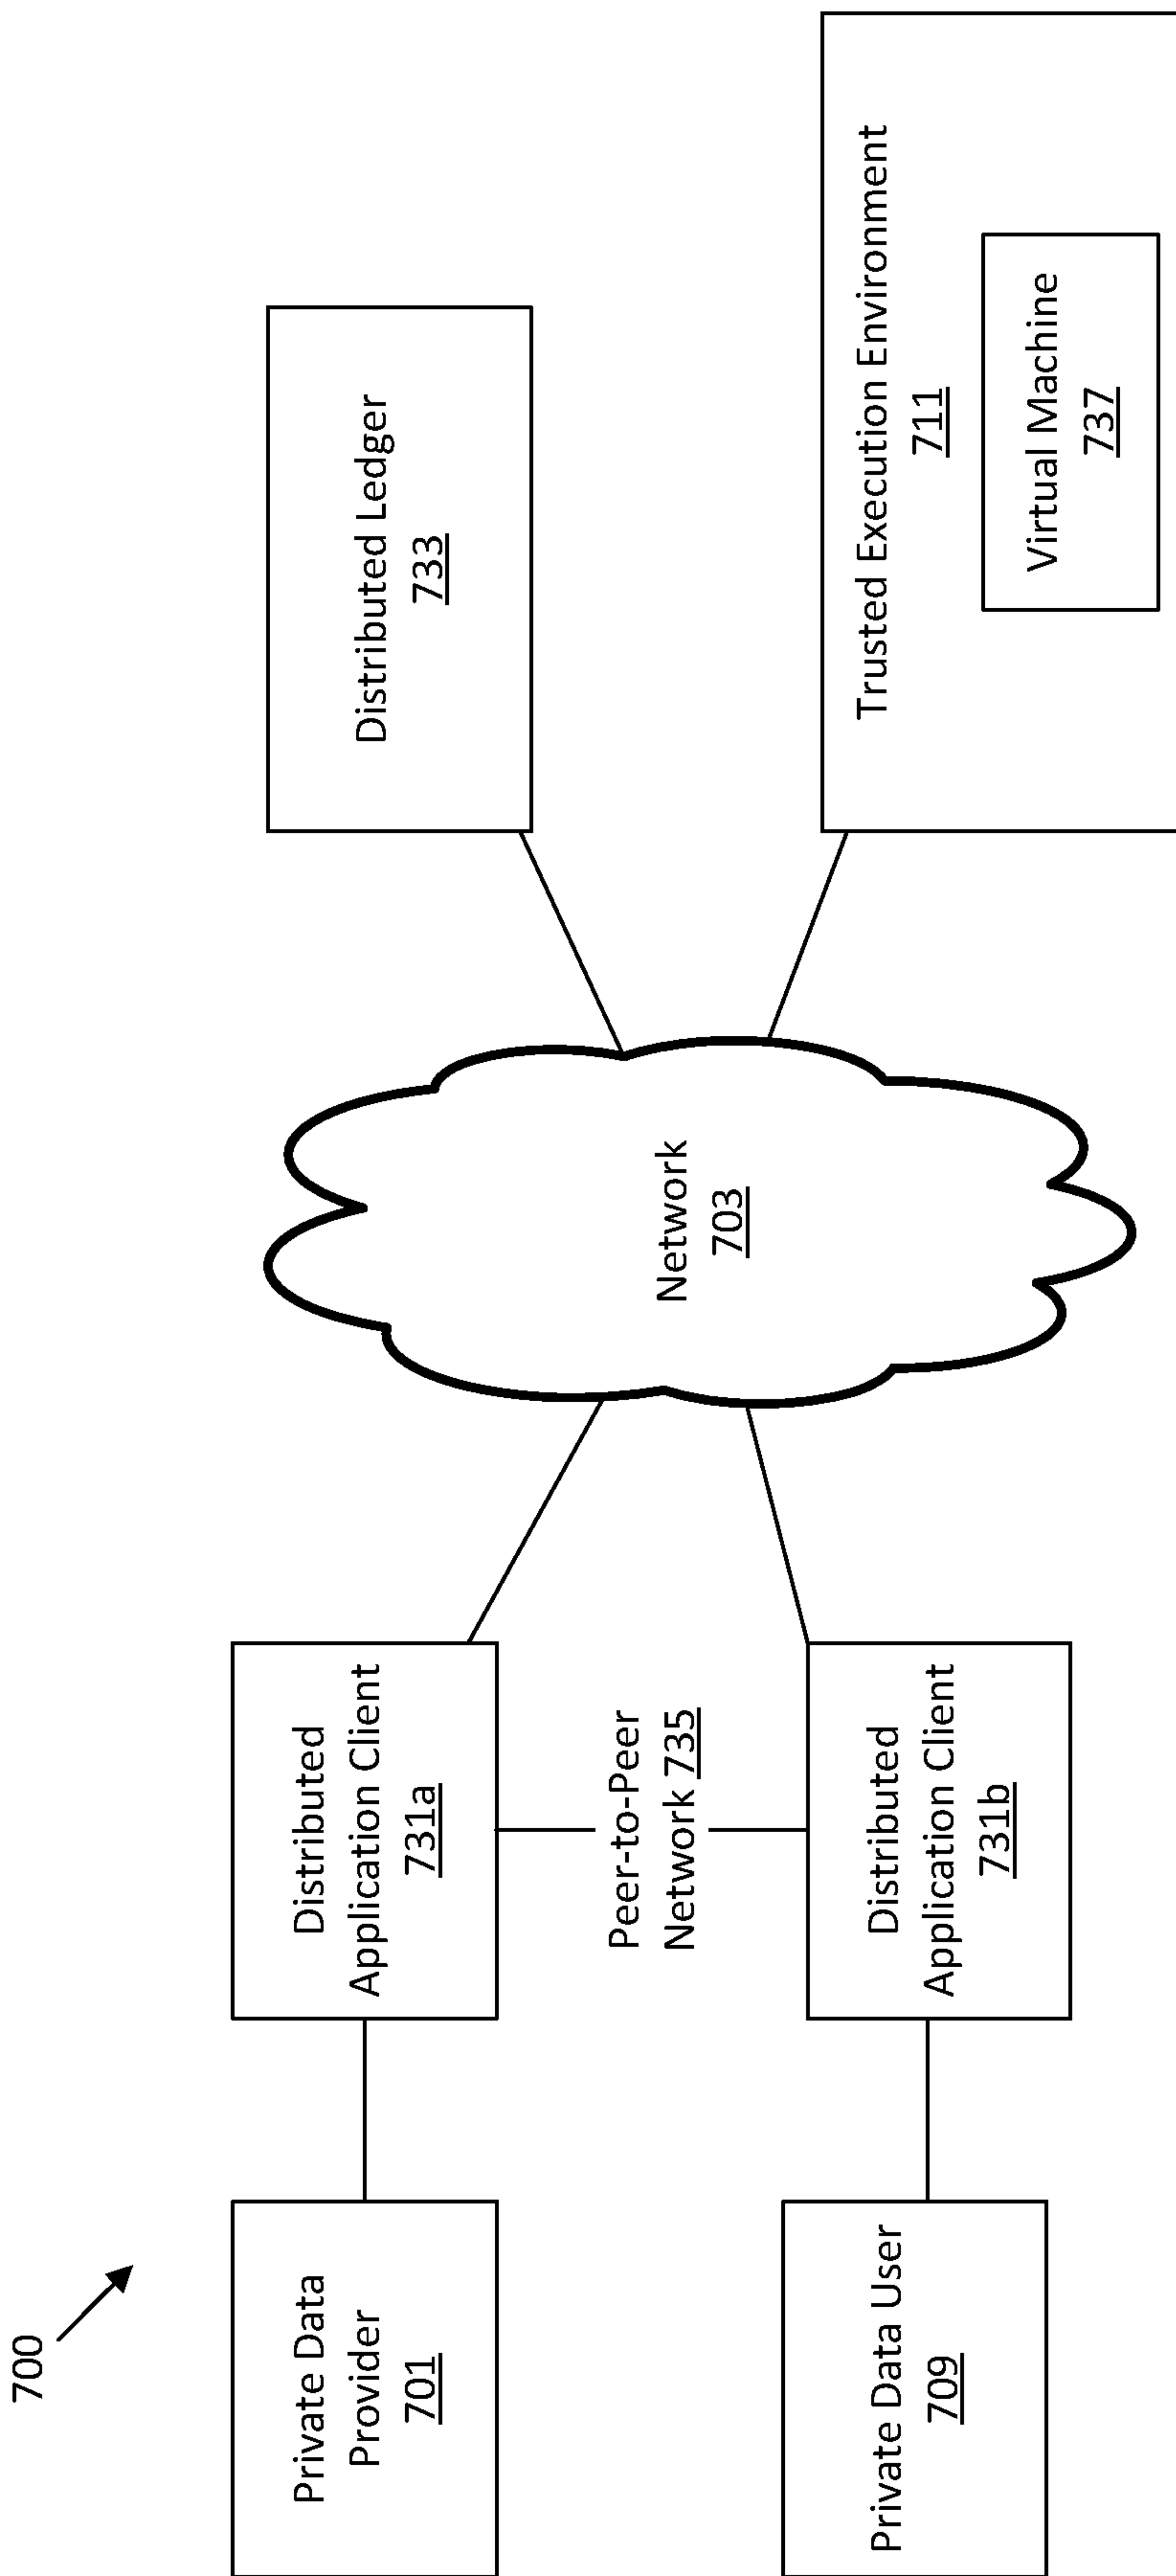 700
Private Data
Provider
701
Distributed
Application Client
731a
Peer-to-Peer
Network 735
Private Data User
709
Distributed
Application Client
731b
Network
703
Distributed Ledger
733
Trusted Execution Environment
711
Virtual Machine
737